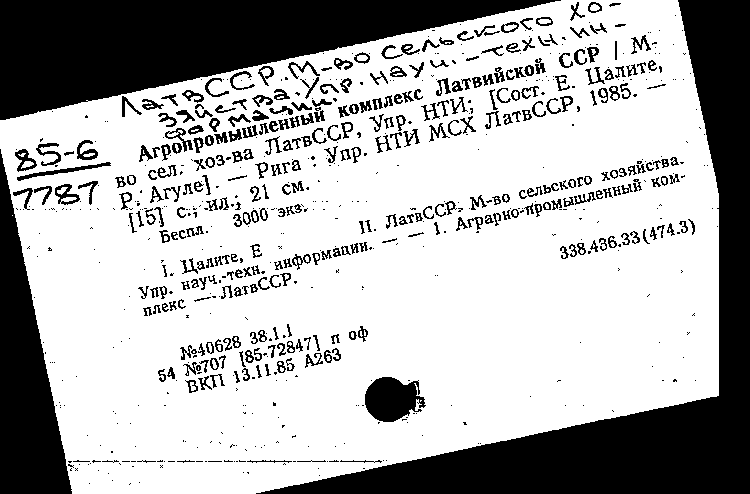 ЛатвССР. М-во сельского хо-
зяйства. Упр. науч.-техн. ин-
формации.
85-6
7787
Агропромышленный комплекс Латвийской ССР / М-
во сел. хоз-ва ЛатвССР, Упр. НТИ; [Сост. Е. Цалите,
Р. Агуле]. — Рига : Упр. НТИ МСХ ЛатвССР, 1985. —
[15] с., ил.; 21 см.
Беспл. 3000 экз.
I. Цалите, Е II. ЛатвССР. М-во сельского хозяйства.
Упр. науч.-техн. информации. — — 1. Аграрно-промышленный ком-
плекс — ЛатвССР.
338.436.33(474.3)
№40628 38.1.1
54 №707 [85-72847] п оф
ВКП 13.11.85 А263